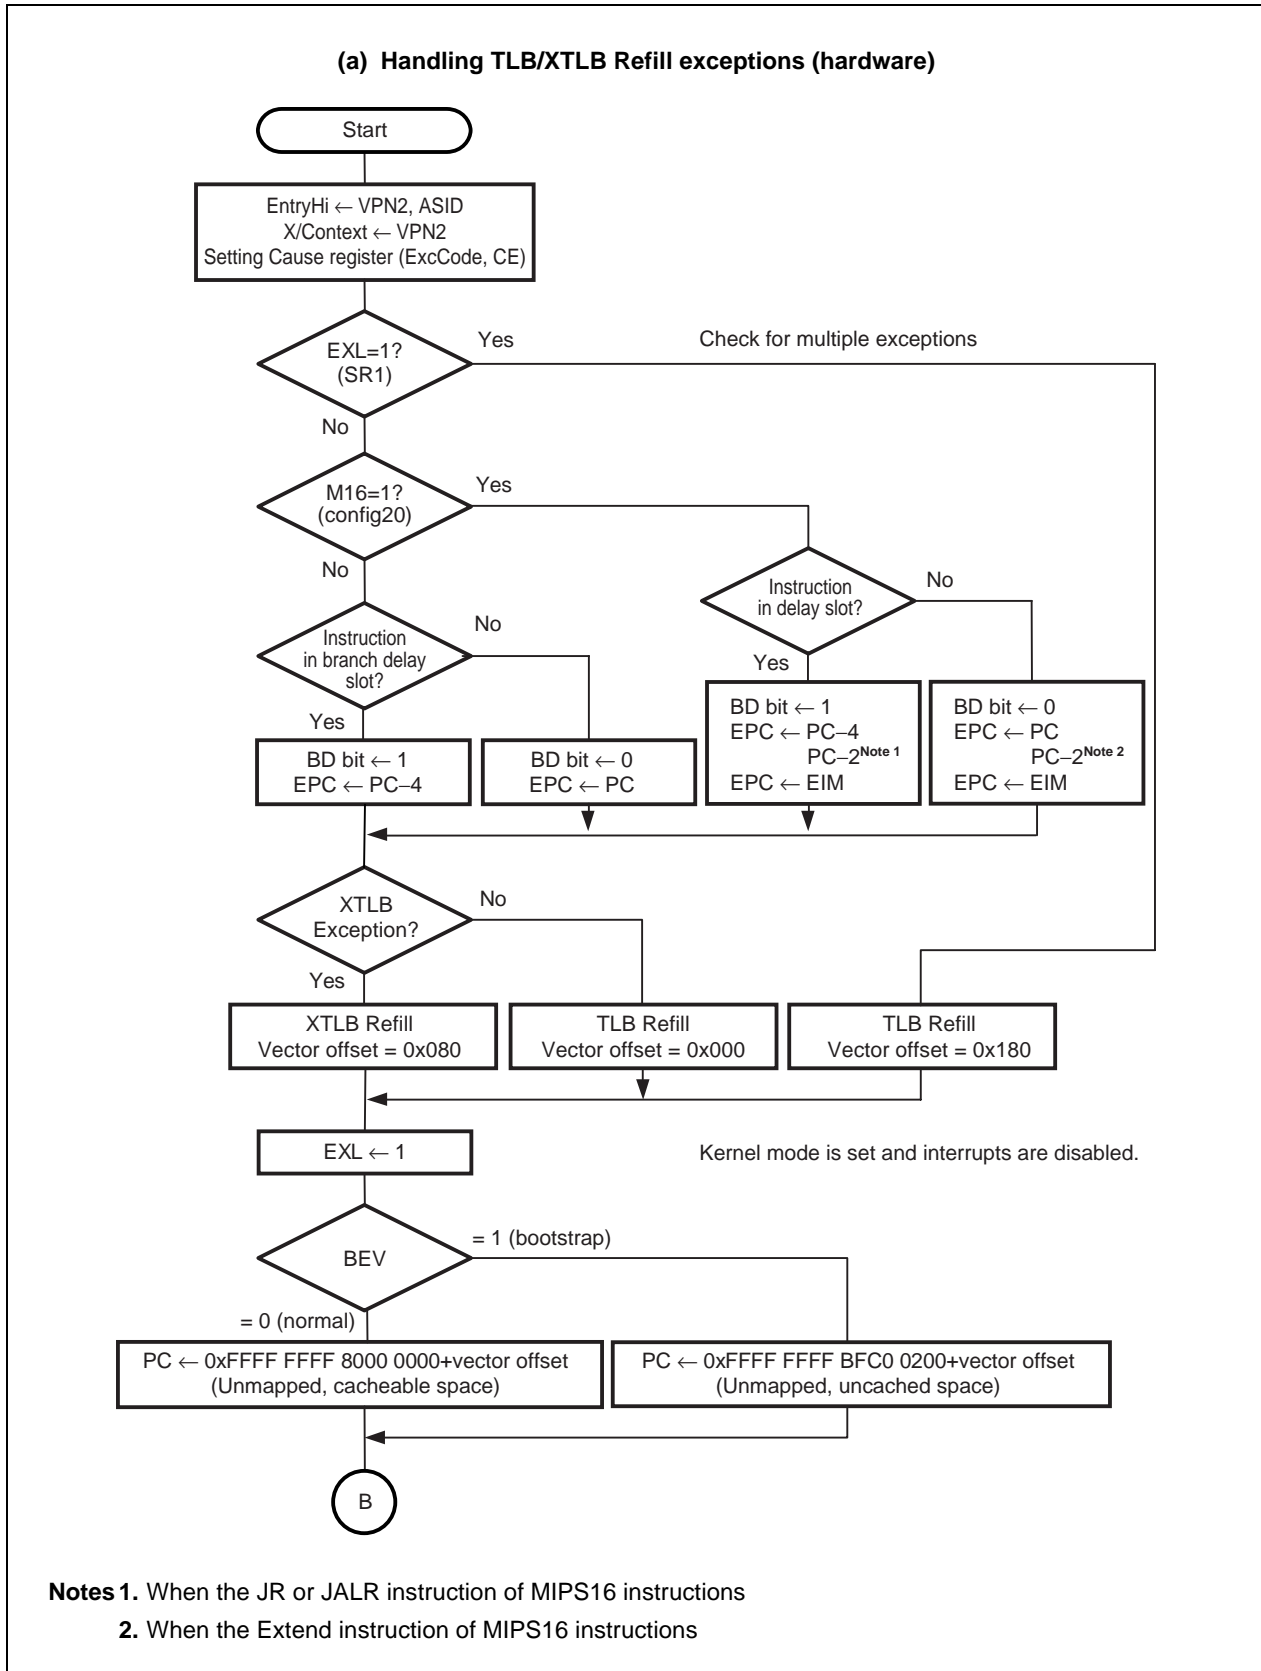 (a) Handling TLB/XTLB Refill exceptions (hardware)
Start
EntryHi ← VPN2, ASID
X/Context ← VPN2
Setting Cause register (ExcCode, CE)
EXL=1?
(SR1)
Yes
Check for multiple exceptions
No
M16=1?
(config20)
Yes
No
Instruction
in delay slot?
No
Yes
Instruction
in branch delay
slot?
No
Yes
BD bit ← 1
EPC ← PC–4
BD bit ← 0
EPC ← PC
BD bit ← 1
EPC ← PC–4
PC–2Note 1
EPC ← EIM
BD bit ← 0
EPC ← PC
PC–2Note 2
EPC ← EIM
XTLB
Exception?
No
Yes
XTLB Refill
Vector offset = 0x080
TLB Refill
Vector offset = 0x000
TLB Refill
Vector offset = 0x180
EXL ← 1
Kernel mode is set and interrupts are disabled.
BEV
= 1 (bootstrap)
= 0 (normal)
PC ← 0xFFFF FFFF 8000 0000+vector offset
(Unmapped, cacheable space)
PC ← 0xFFFF FFFF BFC0 0200+vector offset
(Unmapped, uncached space)
B
Notes 1. When the JR or JALR instruction of MIPS16 instructions
2. When the Extend instruction of MIPS16 instructions